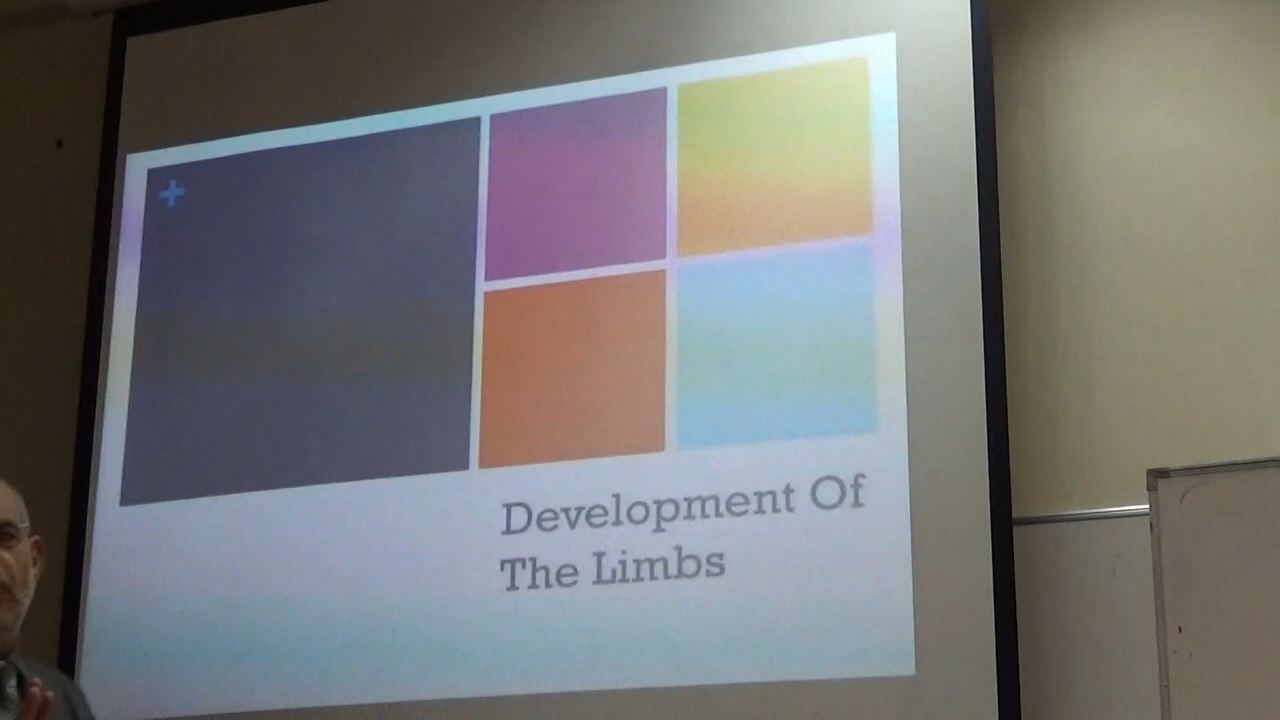 +
Development Of
The Limbs